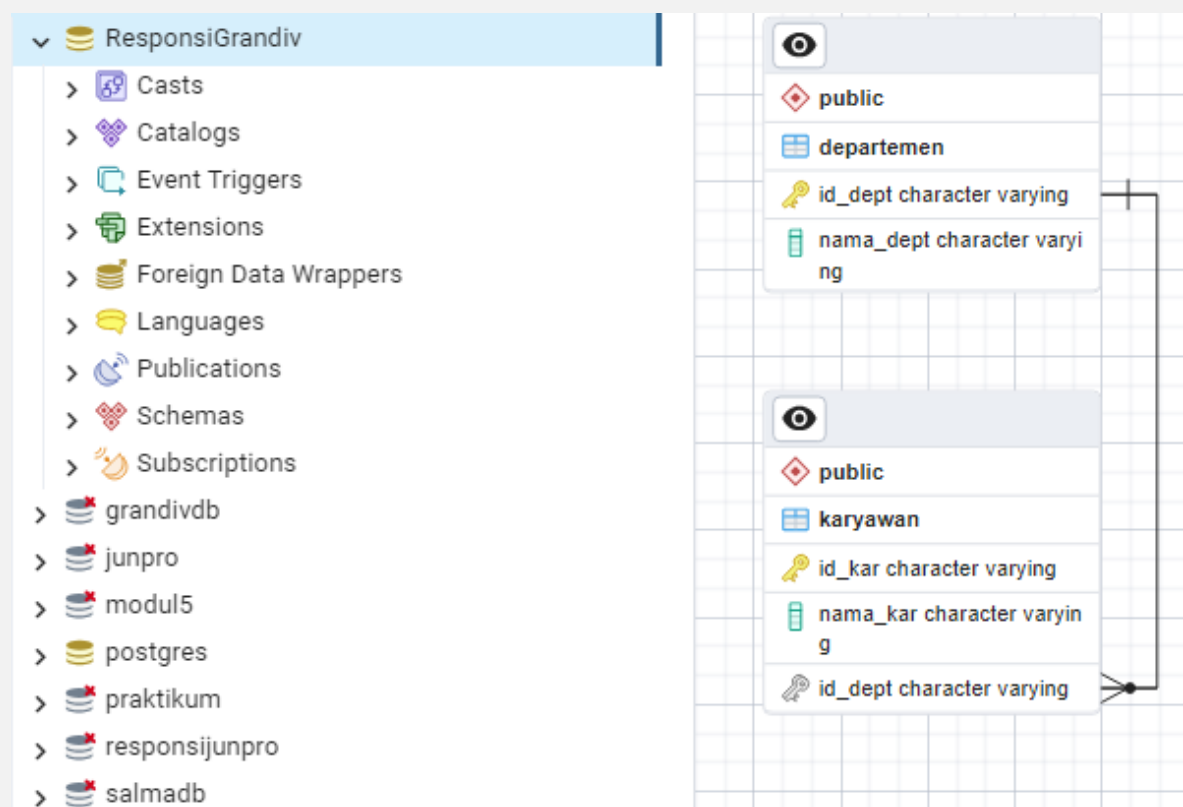 ResponsiGrandiv
Casts
Catalogs
Event Triggers
Extensions
Foreign Data Wrappers
Languages
Publications
Schemas
Subscriptions
grandivdb
junpro
modul5
postgres
praktikum
responsijunpro
salmadb
public
departemen
id_dept character varying
nama_dept character varyi
ng
public
karyawan
id_kar character varying
nama_kar character varyin
g
id_dept character varying